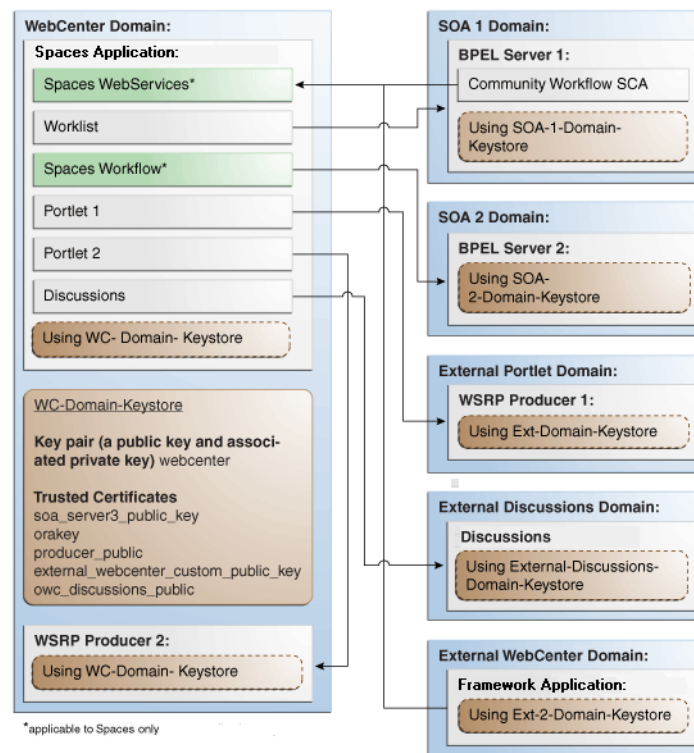 WebCenter Domain:
Spaces Application:
Spaces WebServices*
Worklist
Spaces Workflow*
Portlet 1
Portlet 2
Discussions
Using WC- Domain- Keystore
WC-Domain-Keystore
Key pair (a public key and associ-
ated private key) webcenter
Trusted Certificates
soa_server3_public_key
orakey
producer_public
external_webcenter_custom_public_key
owc_discussions_public
WSRP Producer 2:
Using WC-Domain- Keystore
*applicable to Spaces only
SOA 1 Domain:
BPEL Server 1:
Community Workflow SCA
Using SOA-1-Domain-
Keystore
SOA 2 Domain:
BPEL Server 2:
Using SOA-
2-Domain-Keystore
External Portlet Domain:
WSRP Producer 1:
Using Ext-Domain-Keystore
External Discussions Domain:
Discussions
Using External-Discussions-
Domain-Keystore
External WebCenter Domain:
Framework Application:
Using Ext-2-Domain-Keystore